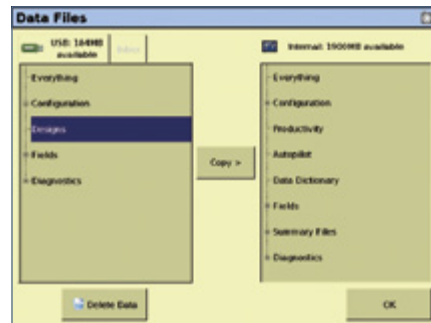 Data Files
USB: 164MB
available
Internal: 1900MB available
Everything
Configuration
Designs
Fields
Diagnostics
Copy >
Everything
Configuration
Productivity
Autopilot
Data Dictionary
Fields
Summary Files
Diagnostics
Delete Data
OK